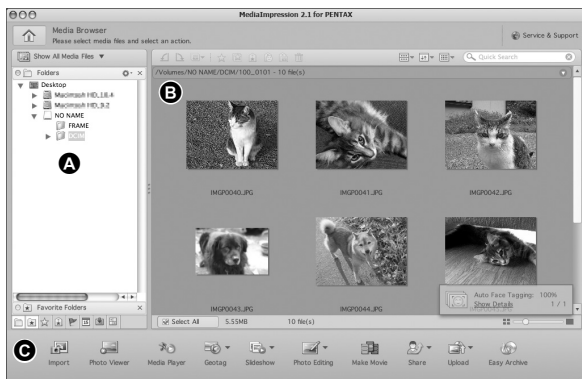 MediaImpression 2.1 for PENTAX
Media Browser
Please select media files and select an action.
Service & Support
Show All Media Files
Quick Search
Folders
/Volumes/NO NAME/DCIM/100_0101 - 10 file(s)
Desktop
NO NAME
FRAME
DCIM
A
B
IMGP0040.JPG
IMGP0041.JPG
IMGP0042.JPG
IMGP0043.JPG
IMGP0044.JPG
Auto Face Tagging: 100%
Show Details
1 / 1
Favorite Folders
Select All
5.55MB
10 file(s)
C
Import
Photo Viewer
Media Player
Geotag
Slideshow
Photo Editing
Make Movie
Share
Upload
Easy Archive